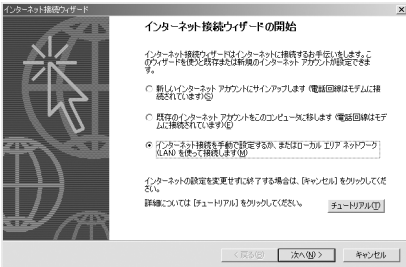 インターネット接続ウィザード
インターネット接続ウィザードの開始
インターネット接続ウィザードはインターネットに接続するお手伝いをします。こ
のウィザードを使うと既存または新規のインターネット アカウントが設定できま
す。
新しいインターネット アカウントにサインアップします (電話回線はモデムに接
続されています)(S)
既存のインターネット アカウントをこのコンピュータに移します (電話回線はモデ
ムに接続されています)(E)
インターネット接続を手動で設定するか、またはローカル エリア ネットワーク
(LAN) を使って接続します(M)
インターネットの設定を変更せずに終了する場合は、[キャンセル] をクリックしてくだ
さい。
詳細については [チュートリアル] をクリックしてください。
チュートリアル(T)
< 戻る(B)
次へ(N) >
キャンセル